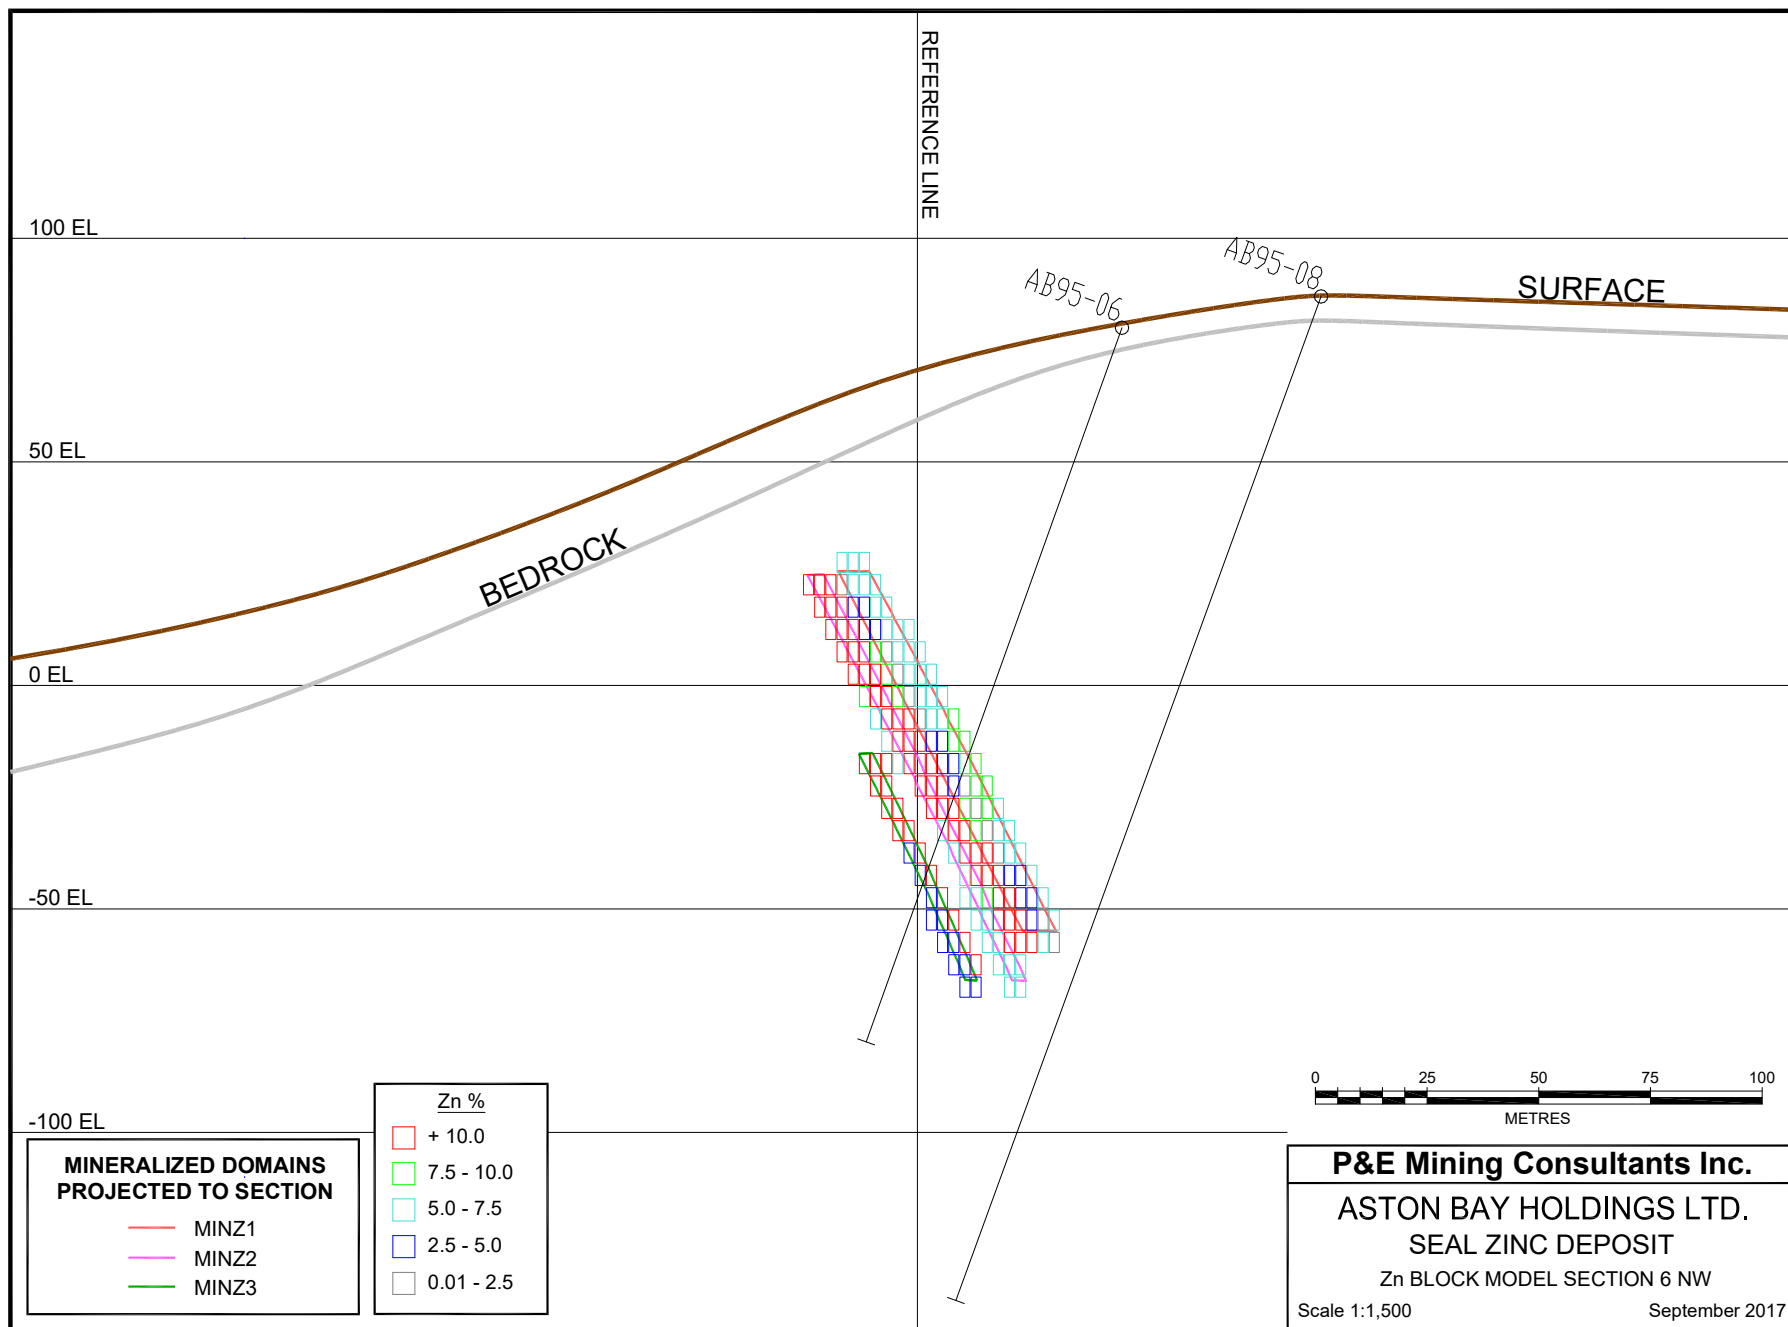 REFERENCE LINE
100 EL
AB95-06
AB95-08
SURFACE
50 EL
BEDROCK
0 EL
-50 EL
-100 EL
MINERALIZED DOMAINS
PROJECTED TO SECTION
MINZ1
MINZ2
MINZ3
Zn %
+ 10.0
7.5 - 10.0
5.0 - 7.5
2.5 - 5.0
0.01 - 2.5
0 25 50 75 100
METRES
P&E Mining Consultants Inc.
ASTON BAY HOLDINGS LTD.
SEAL ZINC DEPOSIT
Zn BLOCK MODEL SECTION 6 NW
Scale 1:1,500 September 2017